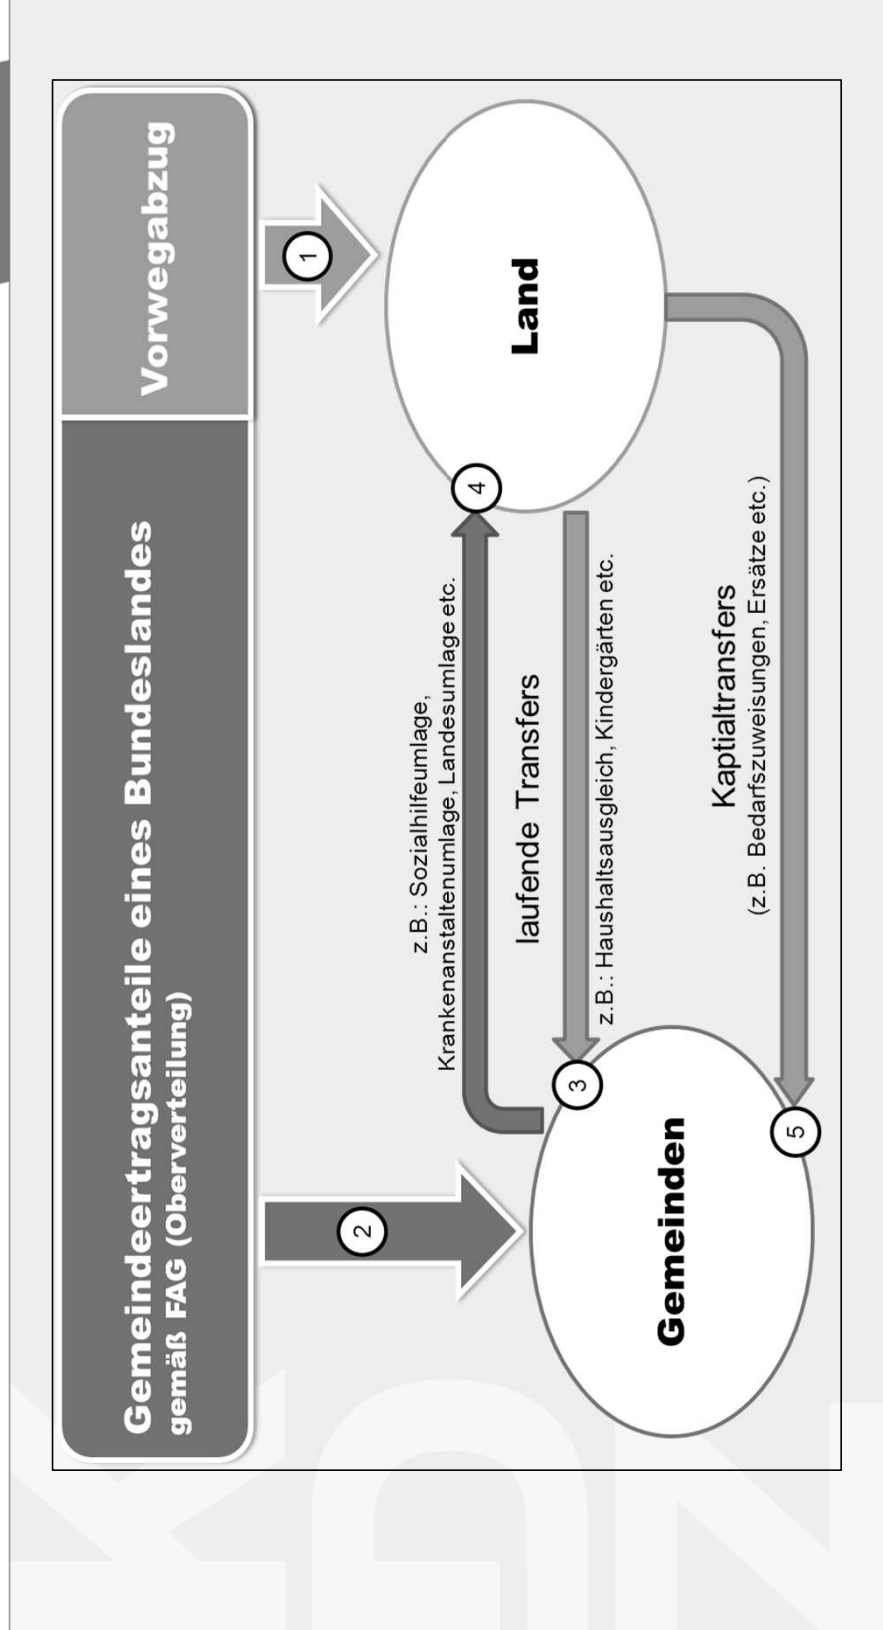 Gemeindeertragsanteile eines Bundeslandes
gemäß FAG (Oberverteilung)
Vorwegabzug
2
1
z.B.: Sozialhilfeumlage,
Krankenanstaltenumlage, Landesumlage etc.
4
Land
laufende Transfers
3
z.B.: Haushaltsausgleich, Kindergärten etc.
Gemeinden
Kaptialtransfers
(z.B. Bedarfszuweisungen, Ersätze etc.)
5
KDZ